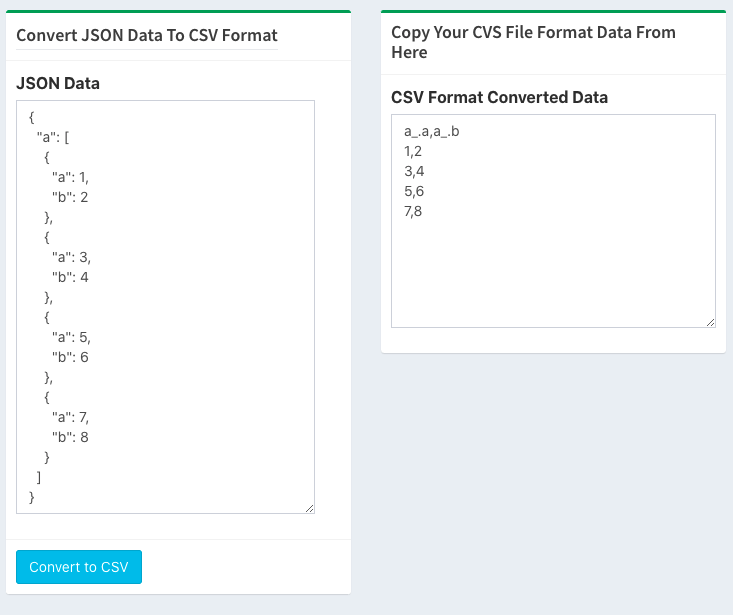 Convert JSON Data To CSV Format
JSON Data
{
"a": [
{
"a": 1,
"b": 2
},
{
"a": 3,
"b": 4
},
{
"a": 5,
"b": 6
},
{
"a": 7,
"b": 8
}
]
}
Convert to CSV
Copy Your CVS File Format Data From
Here
CSV Format Converted Data
a_.a,a_.b
1,2
3,4
5,6
7,8